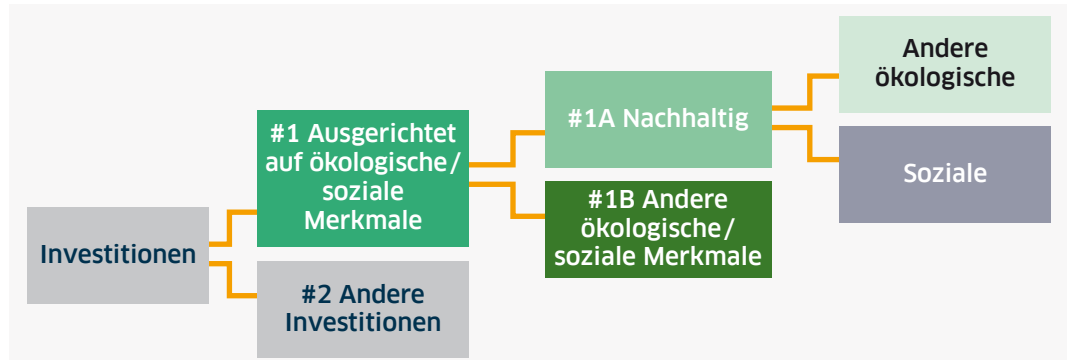 Investitionen
#1 Ausgerichtet
auf ökologische/
soziale
Merkmale
#2 Andere
Investitionen
#1A Nachhaltig
#1B Andere
ökologische/
soziale Merkmale
Andere
ökologische
Soziale